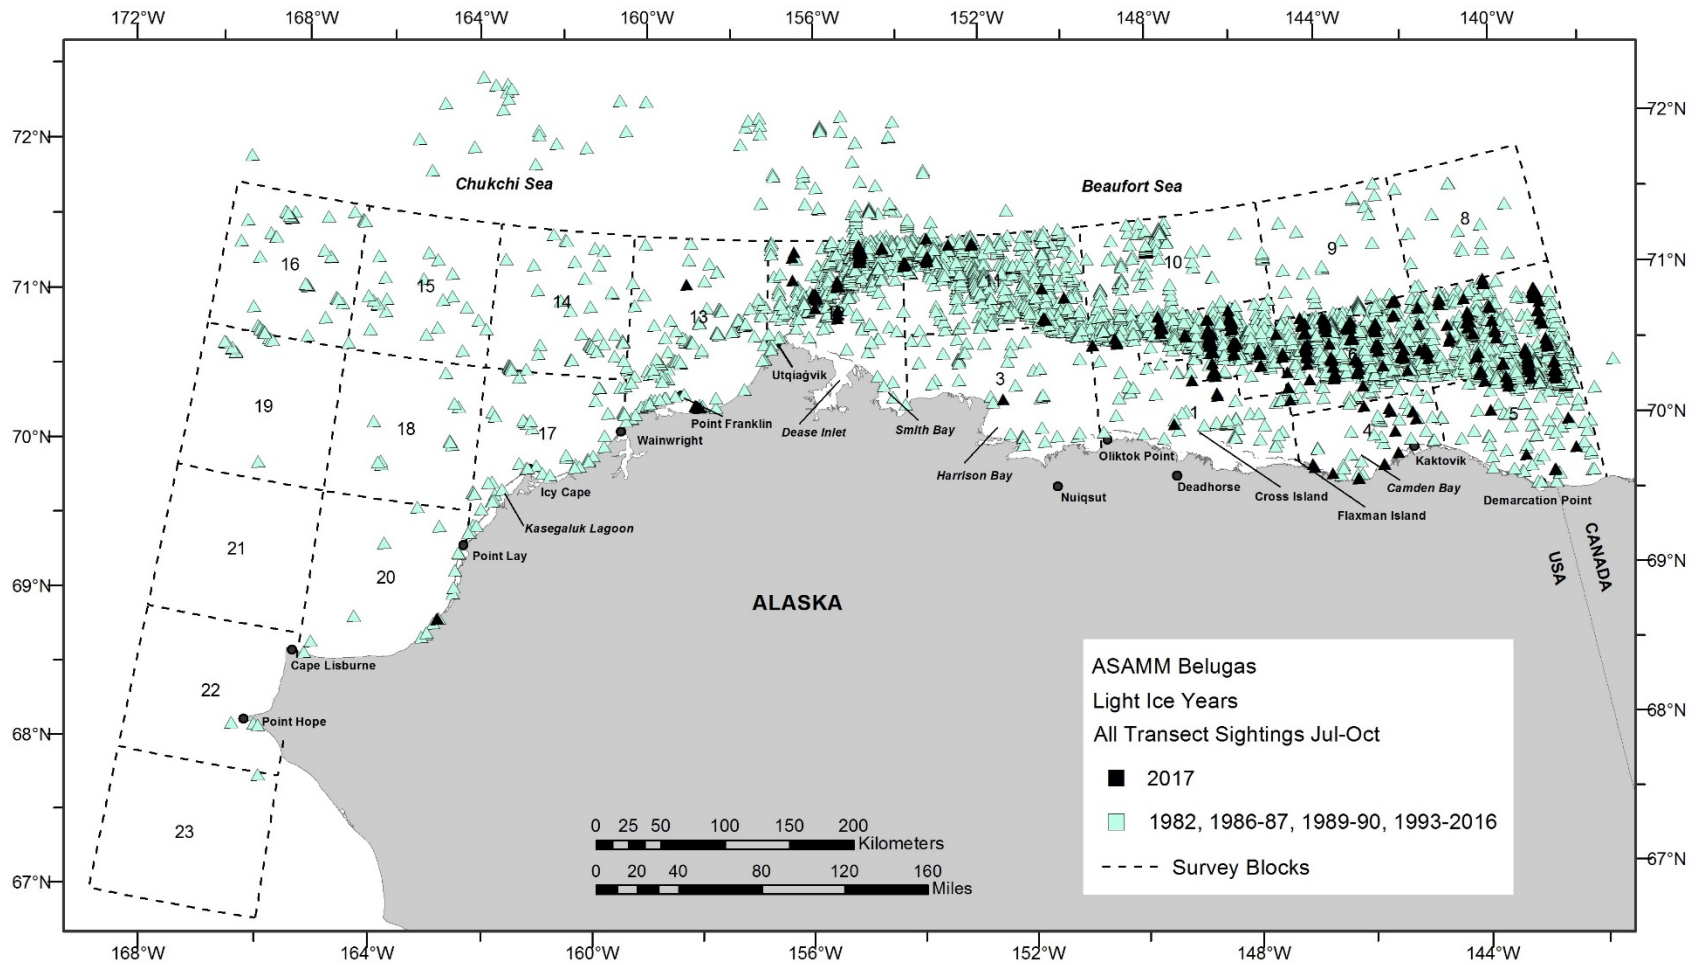 172°W 168°W 164°W 160°W 156°W 152°W 148°W 144°W 140°W
72°N 72°N
Chukchi Sea Beaufort Sea
8
9
10
16
71°N 71°N
15
11
14
13
6
Utqiaġvik
3
19
70°N 70°N
1
5
18
4
17
Point Franklin
Dease Inlet
Smith Bay
Wainwright
Oliktok Point
Kaktovik
Harrison Bay
Icy Cape
Nuiqsut
Deadhorse
Cross Island
Camden Bay
Demarcation Point
Flaxman Island
Kasegaluk Lagoon
21
Point Lay
69°N 69°N
20
USA
CANADA
ALASKA
Cape Lisburne
22
Point Hope
68°N 68°N
23
67°N 67°N
ASAMM Belugas
Light Ice Years
All Transect Sightings Jul-Oct
2017
1982, 1986-87, 1989-90, 1993-2016
Survey Blocks
0 25 50 100 150 200
Kilometers
0 20 40 80 120 160
Miles
168°W 164°W 160°W 156°W 152°W 148°W 144°W